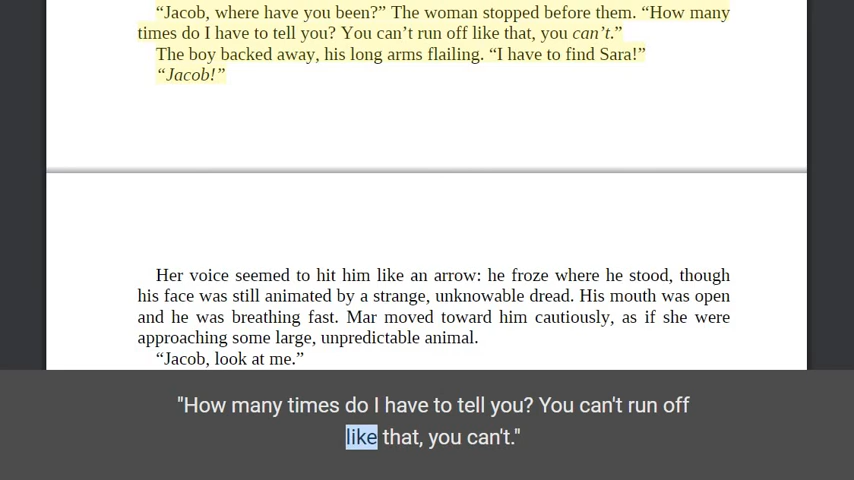 “Jacob, where have you been?” The woman stopped before them. “How many
times do I have to tell you? You can’t run off like that, you can’t.”
The boy backed away, his long arms flailing. “I have to find Sara!”
“Jacob!”
Her voice seemed to hit him like an arrow: he froze where he stood, though
his face was still animated by a strange, unknowable dread. His mouth was open
and he was breathing fast. Mar moved toward him cautiously, as if she were
approaching some large, unpredictable animal.
“Jacob, look at me.”
"How many times do I have to tell you? You can't run off
like that, you can't."